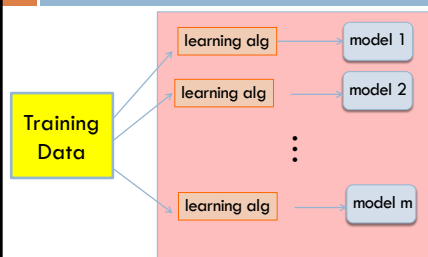 learning alg
model 1
learning alg
model 2
Training
Data
learning alg
model m